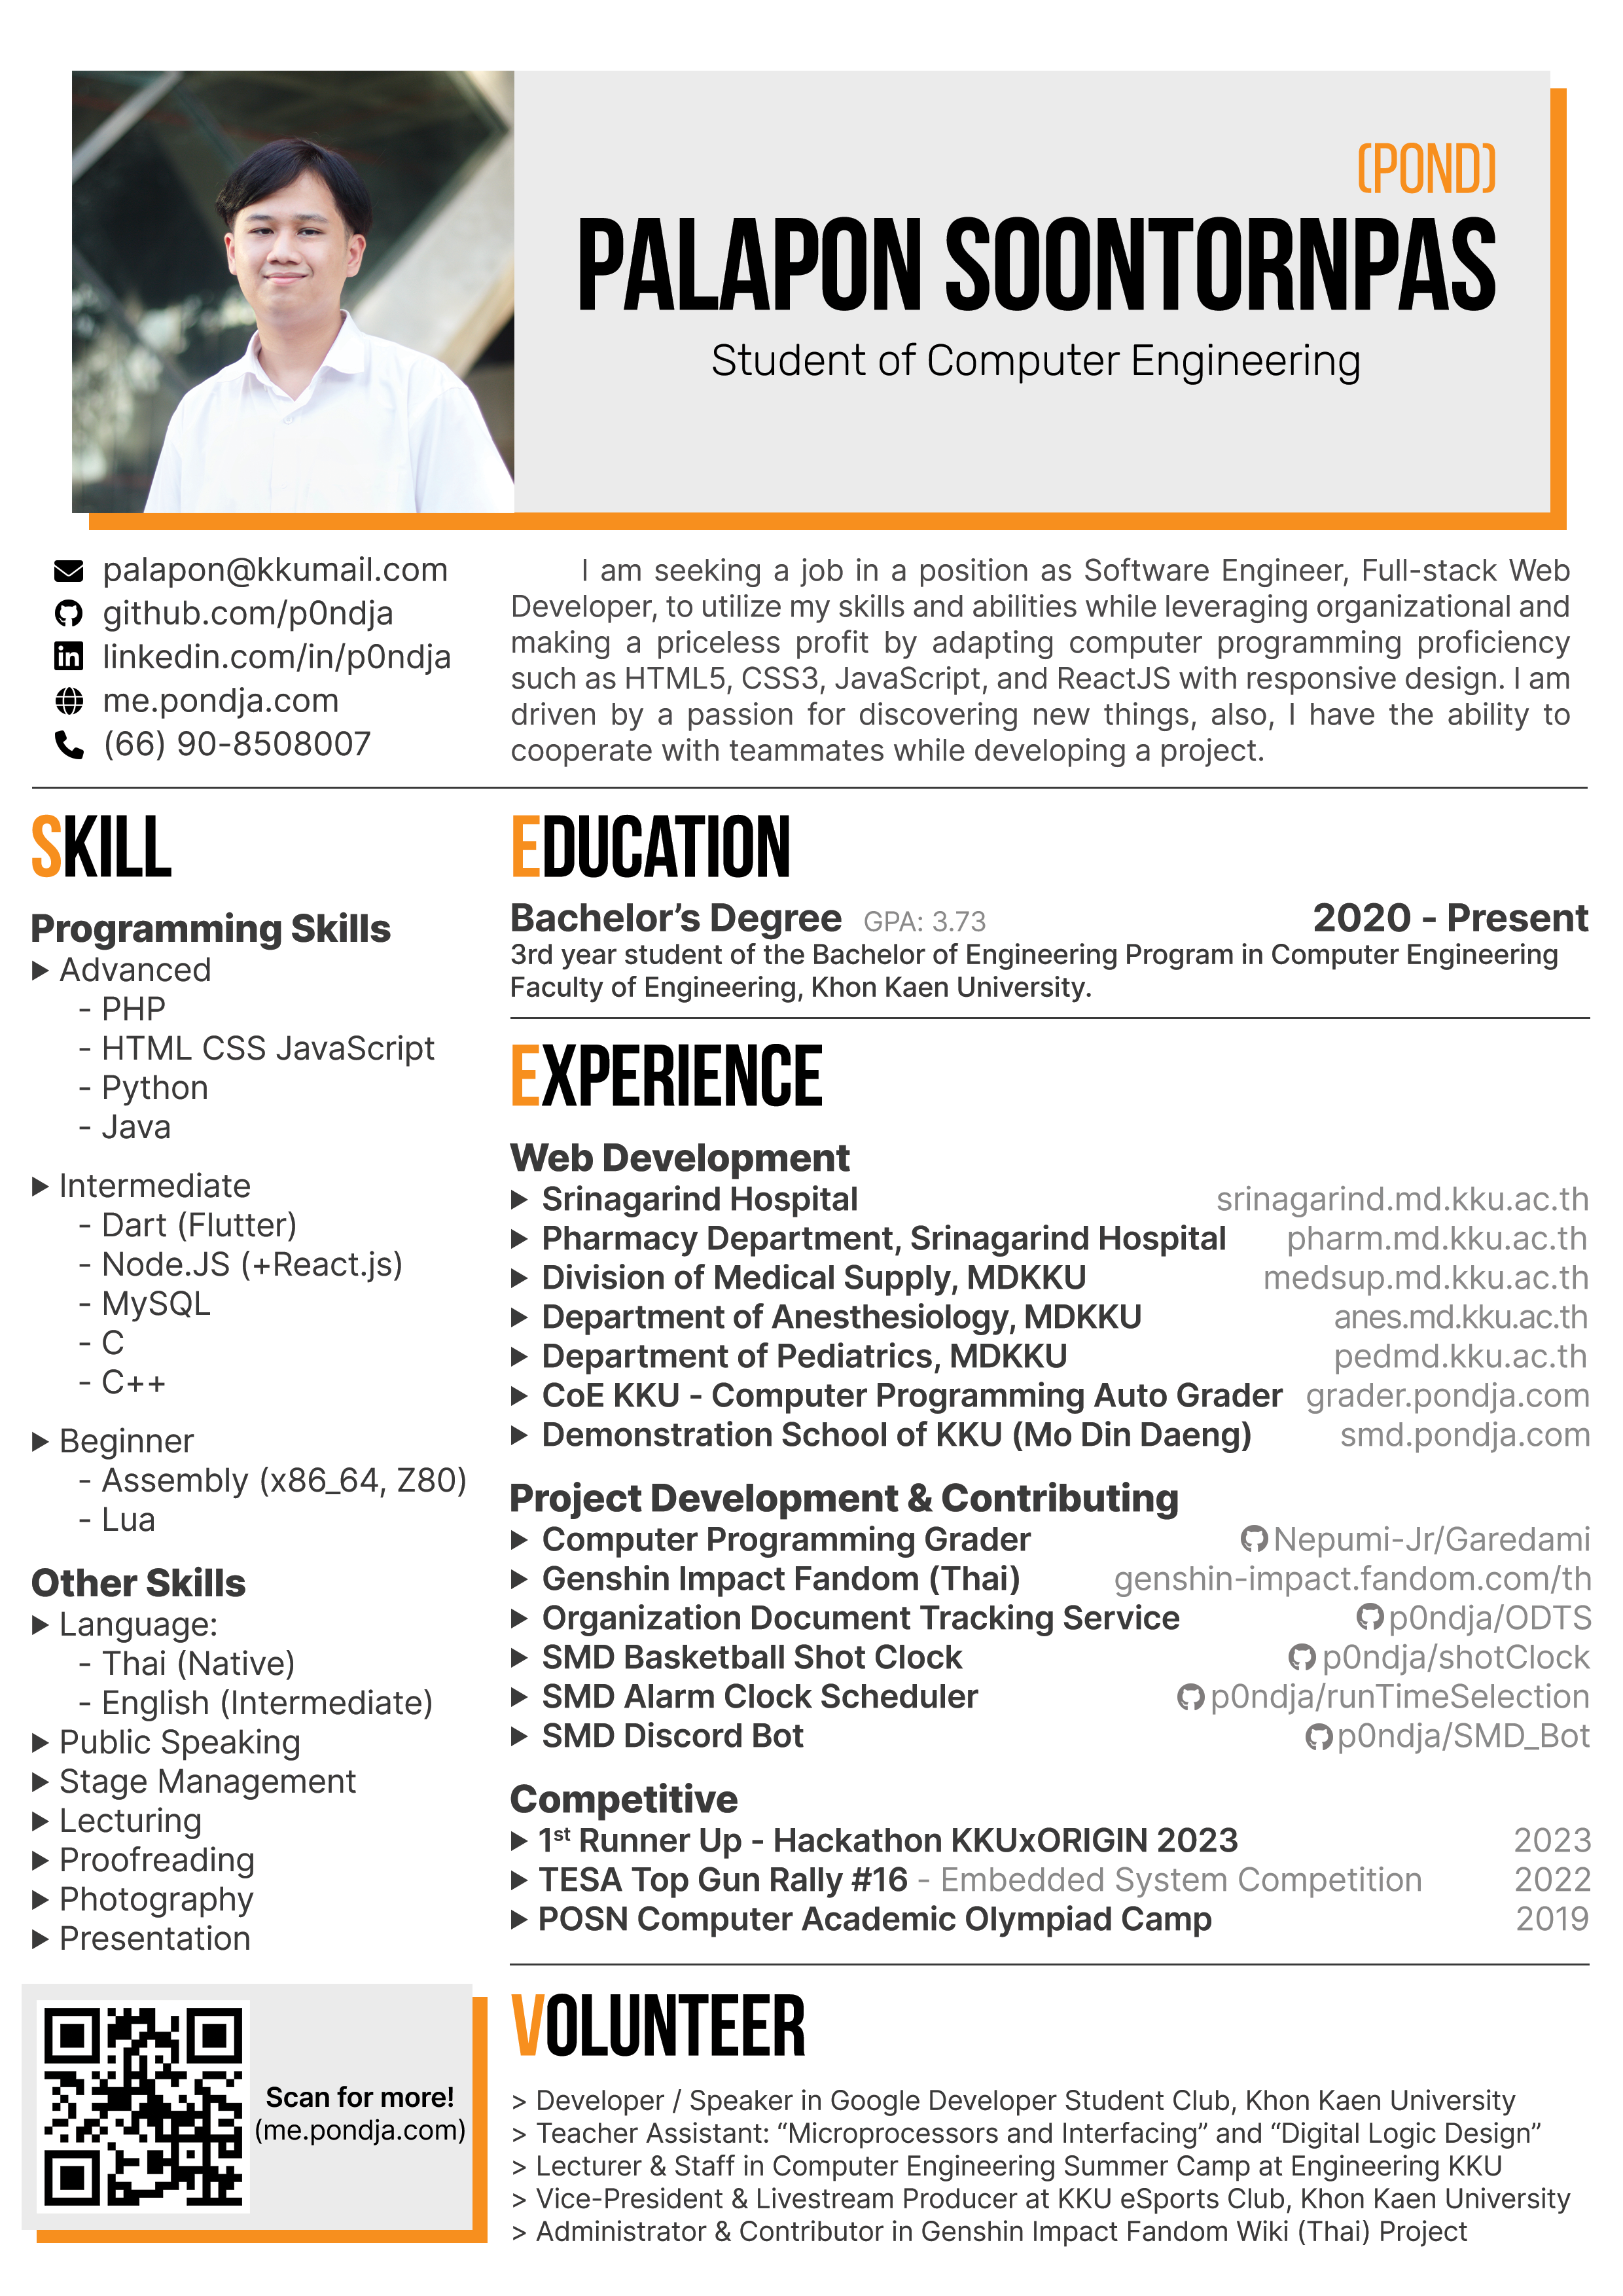 (POND)
PALAPON SOONTORNPAS
Student of Computer Engineering
palapon@kkumail.com
github.com/p0ndja
linkedin.com/in/p0ndja
me.pondja.com
(66) 90-8508007
I am seeking a job in a position as Software Engineer, Full-stack Web
Developer, to utilize my skills and abilities while leveraging organizational and
making a priceless profit by adapting computer programming proficiency
such as HTML5, CSS3, JavaScript, and ReactJS with responsive design. I am
driven by a passion for discovering new things, also, I have the ability to
cooperate with teammates while developing a project.
SKILL
Programming Skills
▶ Advanced
- PHP
- HTML CSS JavaScript
- Python
- Java
▶ Intermediate
- Dart (Flutter)
- Node.JS (+React.js)
- MySQL
- C
- C++
▶ Beginner
- Assembly (x86_64, Z80)
- Lua
Other Skills
▶ Language:
- Thai (Native)
- English (Intermediate)
▶ Public Speaking
▶ Stage Management
▶ Lecturing
▶ Proofreading
▶ Photography
▶ Presentation
Scan for more!
(me.pondja.com)
EDUCATION
Bachelor’s Degree GPA: 3.73 2020 - Present
3rd year student of the Bachelor of Engineering Program in Computer Engineering
Faculty of Engineering, Khon Kaen University.
EXPERIENCE
Web Development
▶ Srinagarind Hospital srinagarind.md.kku.ac.th
▶ Pharmacy Department, Srinagarind Hospital pharm.md.kku.ac.th
▶ Division of Medical Supply, MDKKU medsup.md.kku.ac.th
▶ Department of Anesthesiology, MDKKU anes.md.kku.ac.th
▶ Department of Pediatrics, MDKKU pedmd.kku.ac.th
▶ CoE KKU - Computer Programming Auto Grader grader.pondja.com
▶ Demonstration School of KKU (Mo Din Daeng) smd.pondja.com
Project Development & Contributing
▶ Computer Programming Grader Nepumi-Jr/Garedami
▶ Genshin Impact Fandom (Thai) genshin-impact.fandom.com/th
▶ Organization Document Tracking Service p0ndja/ODTS
▶ SMD Basketball Shot Clock p0ndja/shotClock
▶ SMD Alarm Clock Scheduler p0ndja/runTimeSelection
▶ SMD Discord Bot p0ndja/SMD_Bot
Competitive
▶ 1st Runner Up - Hackathon KKUxORIGIN 2023 2023
▶ TESA Top Gun Rally #16 - Embedded System Competition 2022
▶ POSN Computer Academic Olympiad Camp 2019
VOLUNTEER
> Developer / Speaker in Google Developer Student Club, Khon Kaen University
> Teacher Assistant: “Microprocessors and Interfacing” and “Digital Logic Design”
> Lecturer & Staff in Computer Engineering Summer Camp at Engineering KKU
> Vice-President & Livestream Producer at KKU eSports Club, Khon Kaen University
> Administrator & Contributor in Genshin Impact Fandom Wiki (Thai) Project